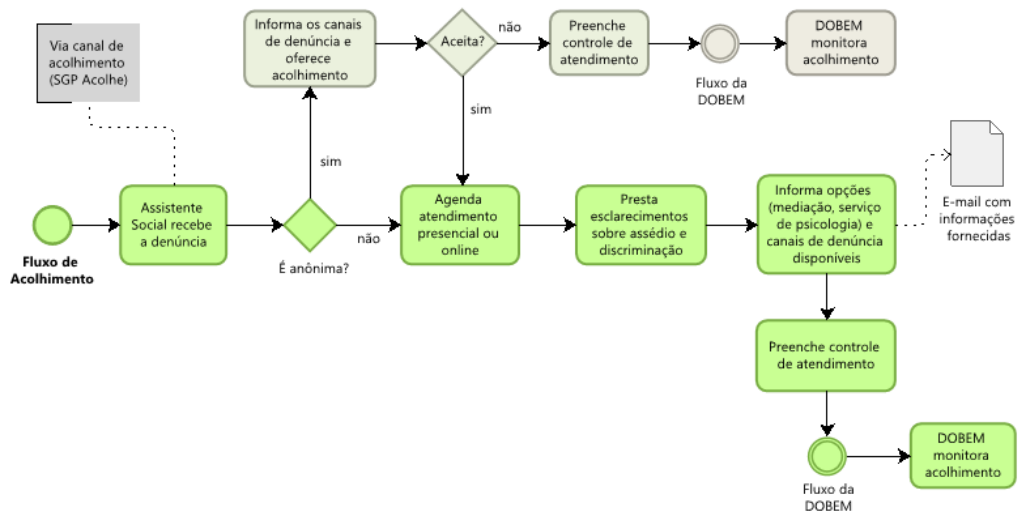 Via canal de
acolhimento
(SGP Acolhe)
Informa os canais
de denúncia e
oferece
acolhimento
Aceita?
não
Preenche
controle de
atendimento
Fluxo da
DOBEM
DOBEM
monitora
acolhimento
sim
sim
Fluxo de
Acolhimento
Assistente
Social recebe
a denúncia
É anônima?
não
Agenda
atendimento
presencial ou
online
Presta
esclarecimentos
sobre assédio e
discriminação
Informa opções
(mediação, serviço
de psicologia) e
canais de denúncia
disponíveis
E-mail com
informações
fornecidas
Preenche controle
de atendimento
Fluxo da
DOBEM
DOBEM
monitora
acolhimento